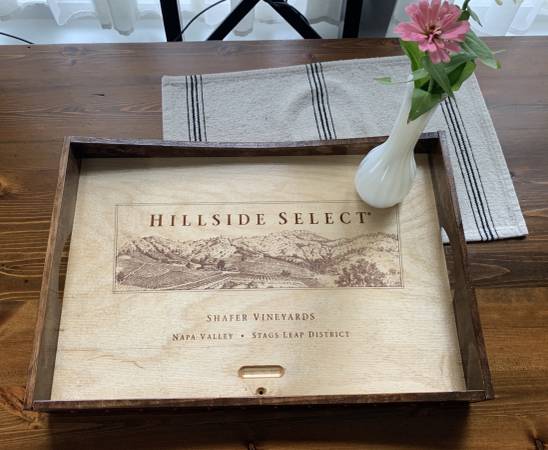 HILLSIDE SELECT®
SHAFER VINEYARDS
NAPA VALLEY • STAGS LEAP DISTRICT